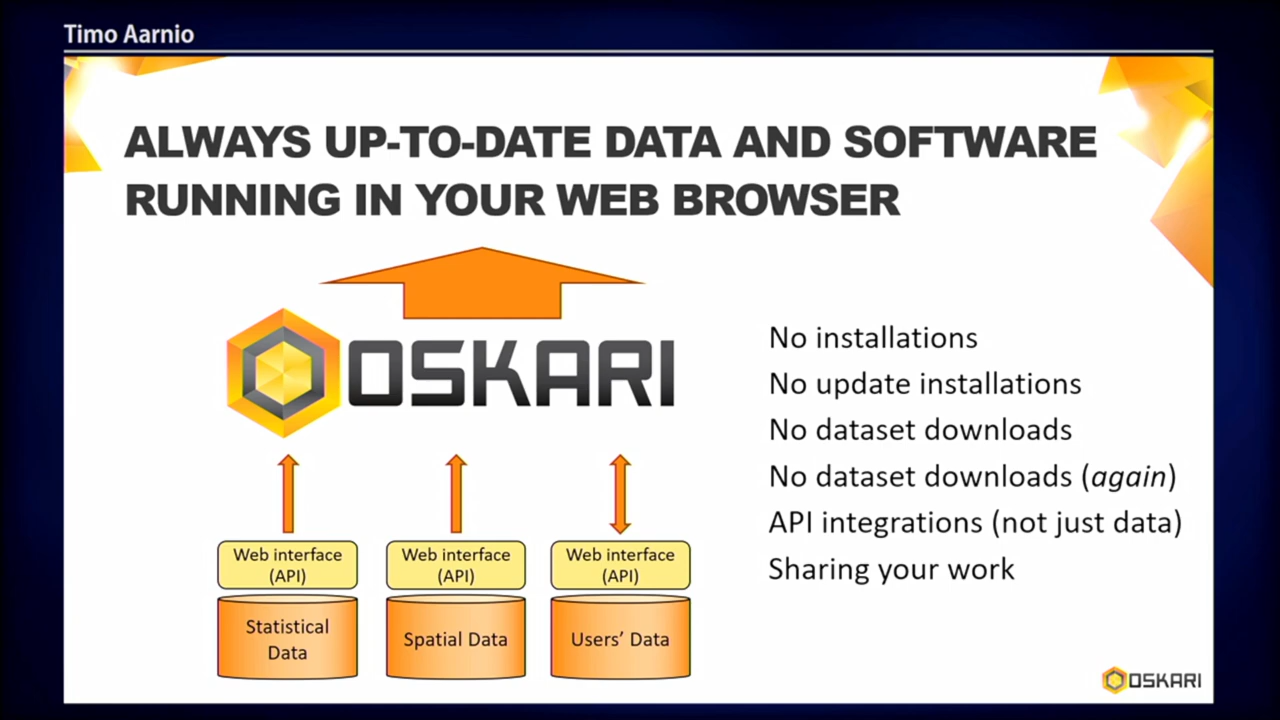 Timo Aarnio
ALWAYS UP-TO-DATE DATA AND SOFTWARE
RUNNING IN YOUR WEB BROWSER
OSKARI
No installations
No update installations
No dataset downloads
No dataset downloads (again)
API integrations (not just data)
Sharing your work
Web interface
(API)
Web interface
(API)
Web interface
(API)
Statistical
Data
Spatial Data
Users’ Data
OSKARI